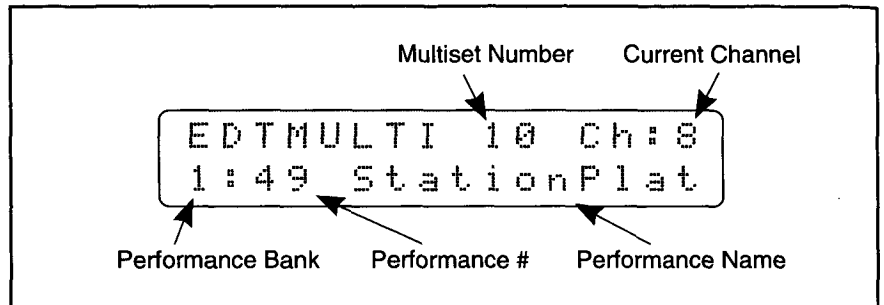 Multiset Number Current Channel
EDTMULTI 10 Ch:8
1:49 StationPlat
Performance Bank Performance # Performance Name